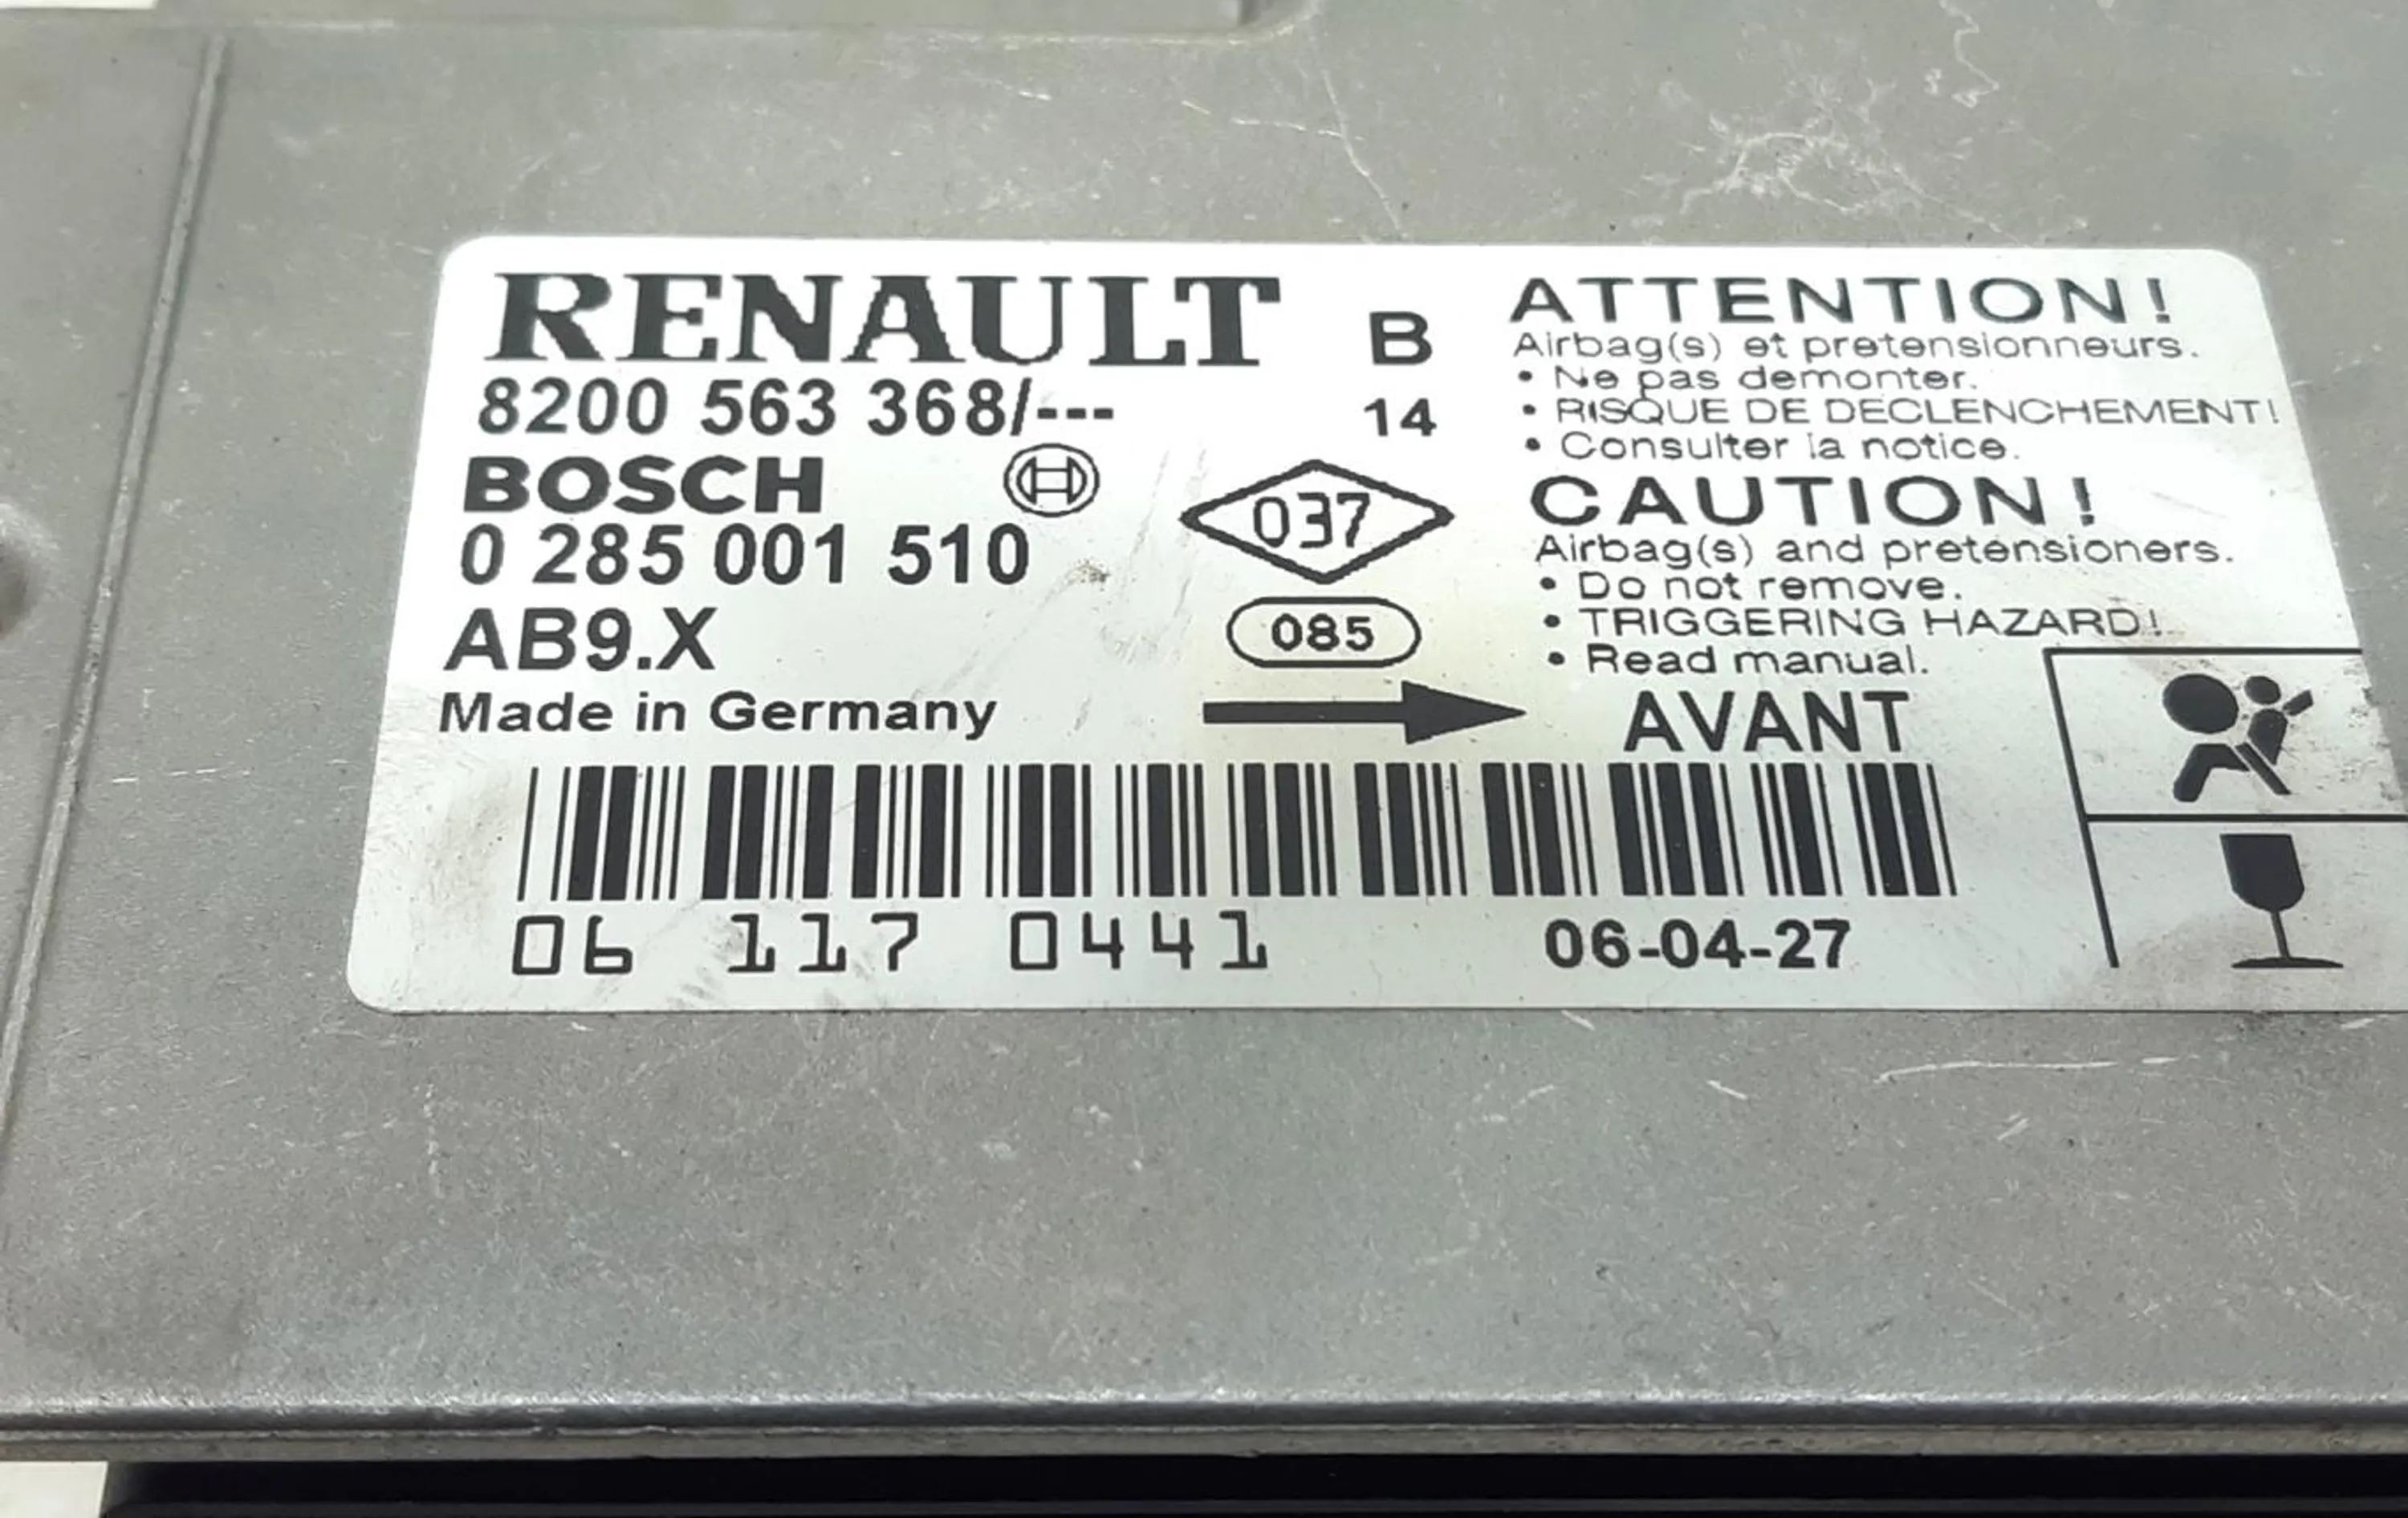 RENAULT
8200 563 368/---
BOSCH
0 285 001 510
AB9.X
Made in Germany
B
14
037
085
ATTENTION!
Airbag(s) et pretensionneurs.
• Ne pas demonter.
• RISQUE DE DECLENCHEMENT!
• Consulter la notice.
CAUTION!
Airbag(s) and pretensioners.
• Do not remove.
• TRIGGERING HAZARD!
• Read manual.
AVANT
06 117 0441
06-04-27